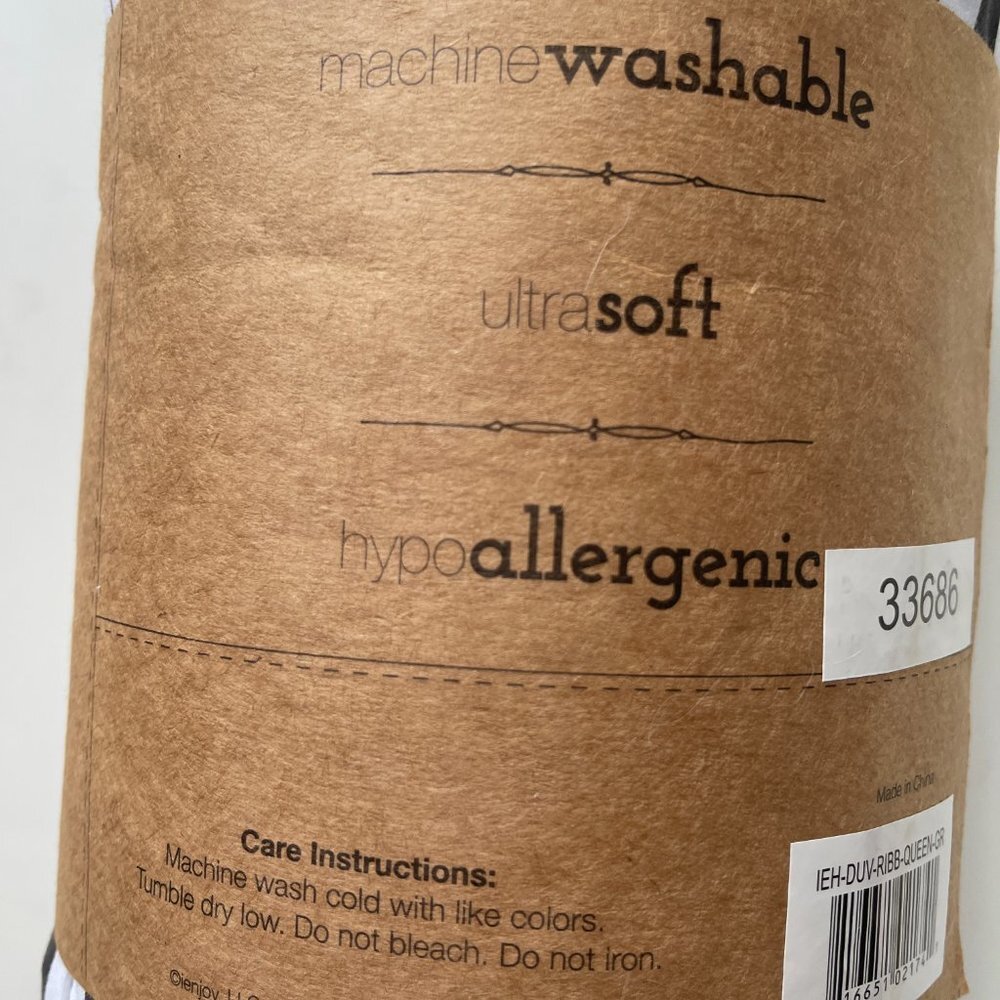 machinewashable
ultrasoft
hypoallergenic
33686
Made in China
Care Instructions:
Machine wash cold with like colors.
Tumble dry low. Do not bleach. Do not iron.
©ienjoy,
IEH-DUV-RIBB-QUEEN-GR